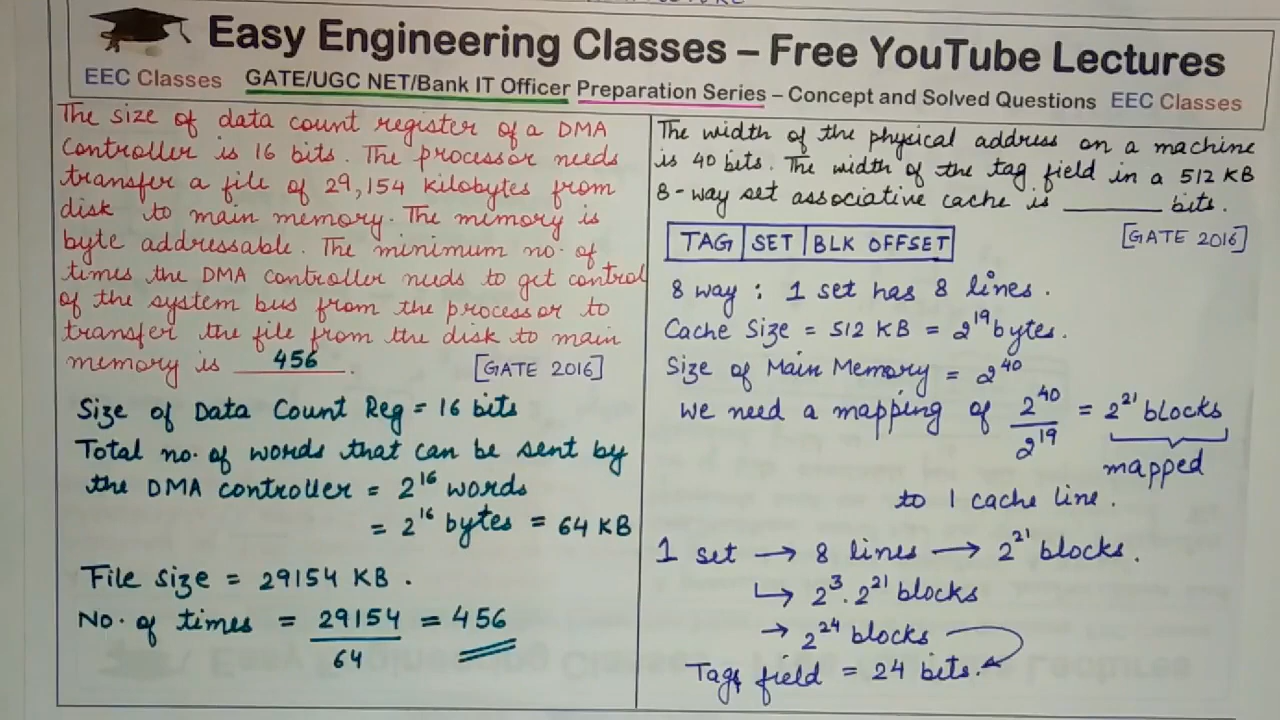 Easy Engineering Classes – Free YouTube Lectures
EEC Classes GATE/UGC NET/Bank IT Officer Preparation Series – Concept and Solved Questions EEC Classes
The size of data count register of a DMA
Controller is 16 bits. The processor needs
transfer a file of 29,154 kilobytes from
disk to main memory. The memory is
byte addressable. The minimum no. of
times the DMA controller needs to get control
of the system bus from the processor to
transfer the file from the disk to main
memory is 456.
[GATE 2016]
Size of Data Count Reg = 16 bits
Total no. of words that can be sent by
the DMA controller = 2^16 words
= 2^16 bytes = 64 KB
File size = 29154 KB.
No. of times = 29154 = 456
64
The width of the physical address on a machine
is 40 bits. The width of the tag field in a 512 KB
8-way set associative cache is ______ bits.
[GATE 2016]
TAG SET BLK OFFSET
8 way : 1 set has 8 lines.
Cache Size = 512 KB = 2^19 bytes.
Size of Main Memory = 2^40
We need a mapping of 2^40 = 2^21 blocks
2^19
mapped
to 1 cache line.
1 set → 8 lines → 2^21 blocks.
↳ 2^3 . 2^21 blocks
→ 2^24 blocks
Tag field = 24 bits.